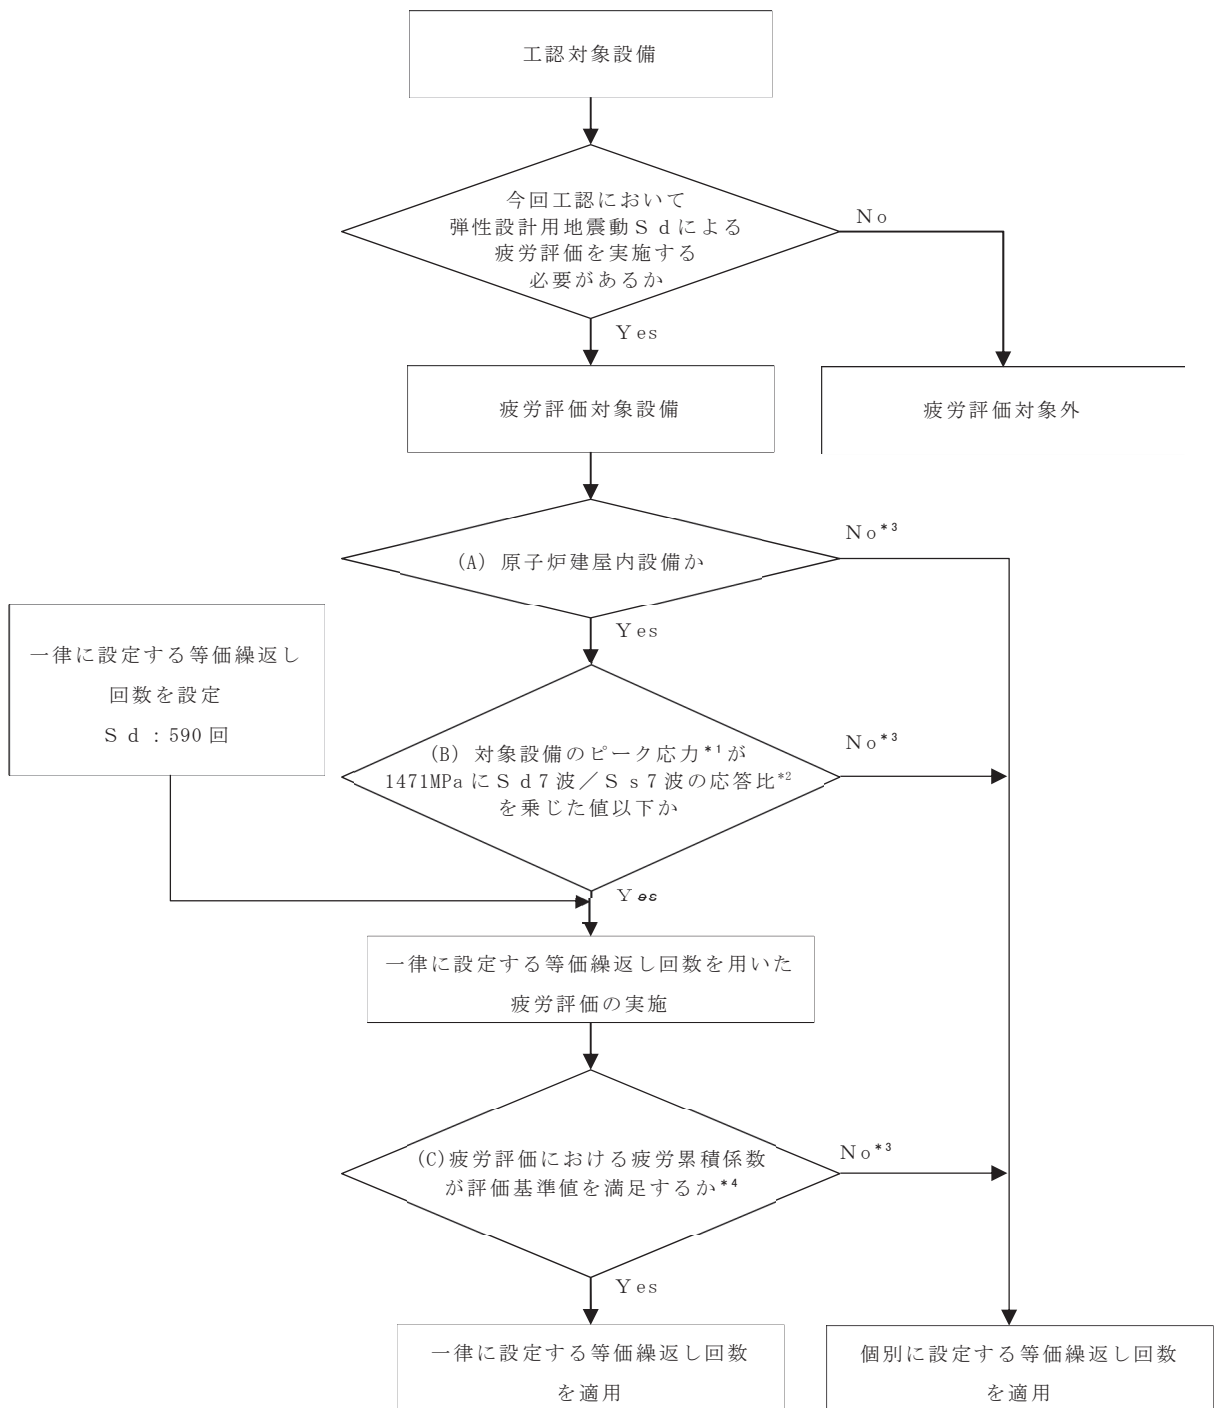 工認対象設備
今回工認において
弾性設計用地震動Ｓｄによる
疲労評価を実施する
必要があるか
No
Yes
疲労評価対象設備
疲労評価対象外
(A) 原子炉建屋内設備か
No*3
Yes
一律に設定する等価繰返し
回数を設定
Ｓｄ：590 回
(B) 対象設備のピーク応力*1が
1471MPa にＳｄ7波／Ｓｓ7波の応答比*2
を乗じた値以下か
No*3
Yes
一律に設定する等価繰返し回数を用いた
疲労評価の実施
(C)疲労評価における疲労累積係数
が評価基準値を満足するか*4
No*3
Yes
一律に設定する等価繰返し回数
を適用
個別に設定する等価繰返し回数
を適用